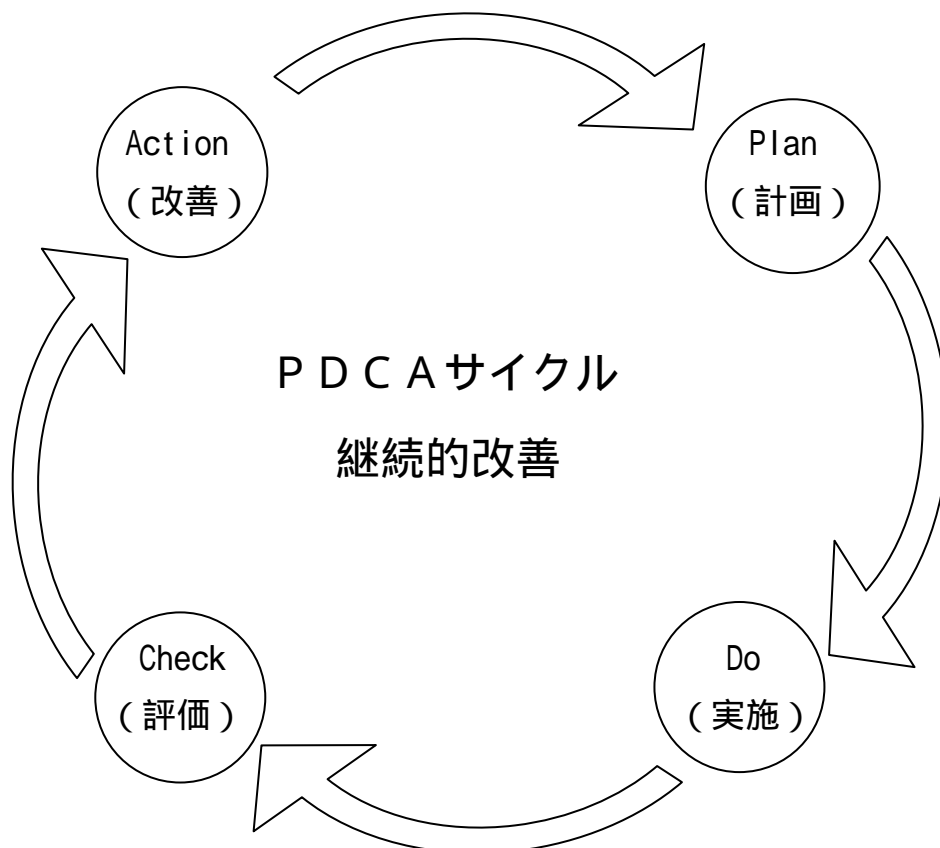 Action
（改善）
Plan
（計画）
ＰＤＣＡサイクル
継続的改善
Check
（評価）
Do
（実施）